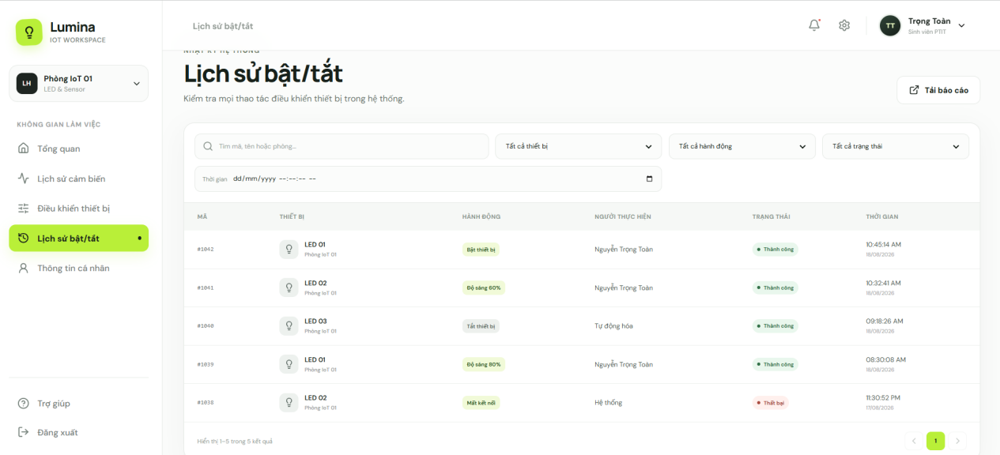 Lumina
IOT WORKSPACE
LH
Phòng IoT 01
LED & Sensor
KHÔNG GIAN LÀM VIỆC
Tổng quan
Lịch sử cảm biến
Điều khiển thiết bị
Lịch sử bật/tắt
Thông tin cá nhân
Trợ giúp
Đăng xuất
Lịch sử bật/tắt
TT
Trọng Toàn
Sinh viên PTIT
NHẬT KÝ HỆ THỐNG
Lịch sử bật/tắt
Kiểm tra mọi thao tác điều khiển thiết bị trong hệ thống.
Tải báo cáo
Tìm mã, tên hoặc phòng...
Tất cả thiết bị
Tất cả hành động
Tất cả trạng thái
Thời gian dd/mm/yyyy --:--:-- --
MÃ THIẾT BỊ HÀNH ĐỘNG NGƯỜI THỰC HIỆN TRẠNG THÁI THỜI GIAN
#1042 LED 01 Bật thiết bị Nguyễn Trọng Toàn Thành công 10:45:14 AM
Phòng IoT 01 18/08/2026
#1041 LED 02 Độ sáng 60% Nguyễn Trọng Toàn Thành công 10:32:41 AM
Phòng IoT 01 18/08/2026
#1040 LED 03 Tắt thiết bị Tự động hóa Thành công 09:18:26 AM
Phòng IoT 01 18/08/2026
#1039 LED 01 Độ sáng 80% Nguyễn Trọng Toàn Thành công 08:30:08 AM
Phòng IoT 01 18/08/2026
#1038 LED 02 Mất kết nối Hệ thống Thất bại 11:30:52 PM
Phòng IoT 01 17/08/2026
Hiển thị 1–5 trong 5 kết quả
1